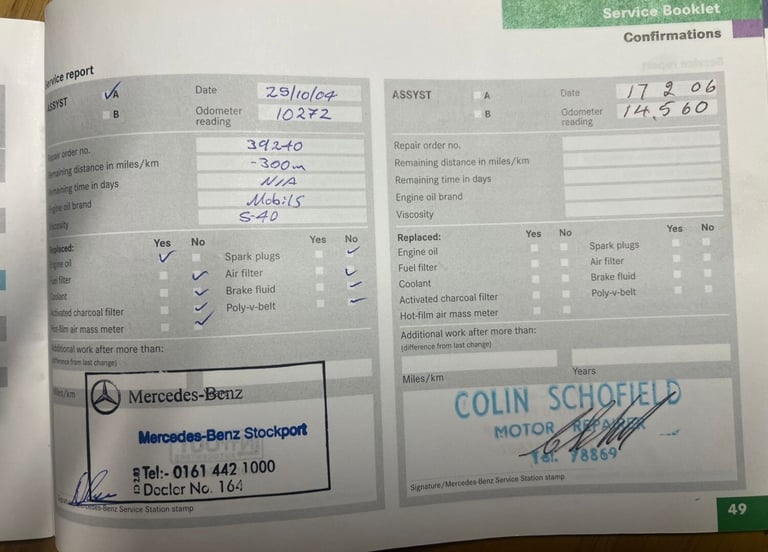 Service Booklet
Confirmations
Service report
ASSYST
✓ A
B
Date 25/10/04
Odometer reading 10272
Repair order no. 39240
Remaining distance in miles/km -300m
Remaining time in days N/A
Engine oil brand Mobil 5
Viscosity 5-40
Replaced: Yes No Yes No
Engine oil ✓
Fuel filter ✓
Coolant ✓
Activated charcoal filter ✓
Hot-film air mass meter ✓
Spark plugs ✓
Air filter ✓
Brake fluid ✓
Poly-v-belt ✓
Additional work after more than:
(difference from last change)
Miles/km
Mercedes-Benz
Mercedes-Benz Stockport
Tel:- 0161 442 1000
Dealer No. 164
Mercedes-Benz Service Station stamp
ASSYST
A
B
Date 17 2 06
Odometer reading 14,560
Repair order no.
Remaining distance in miles/km
Remaining time in days
Engine oil brand
Viscosity
Replaced: Yes No Yes No
Engine oil
Fuel filter
Coolant
Activated charcoal filter
Hot-film air mass meter
Spark plugs
Air filter
Brake fluid
Poly-v-belt
Additional work after more than:
(difference from last change)
Miles/km Years
COLIN SCHOFIELD
MOTOR REPAIRER
Tel. 78869
Signature/Mercedes-Benz Service Station stamp
49